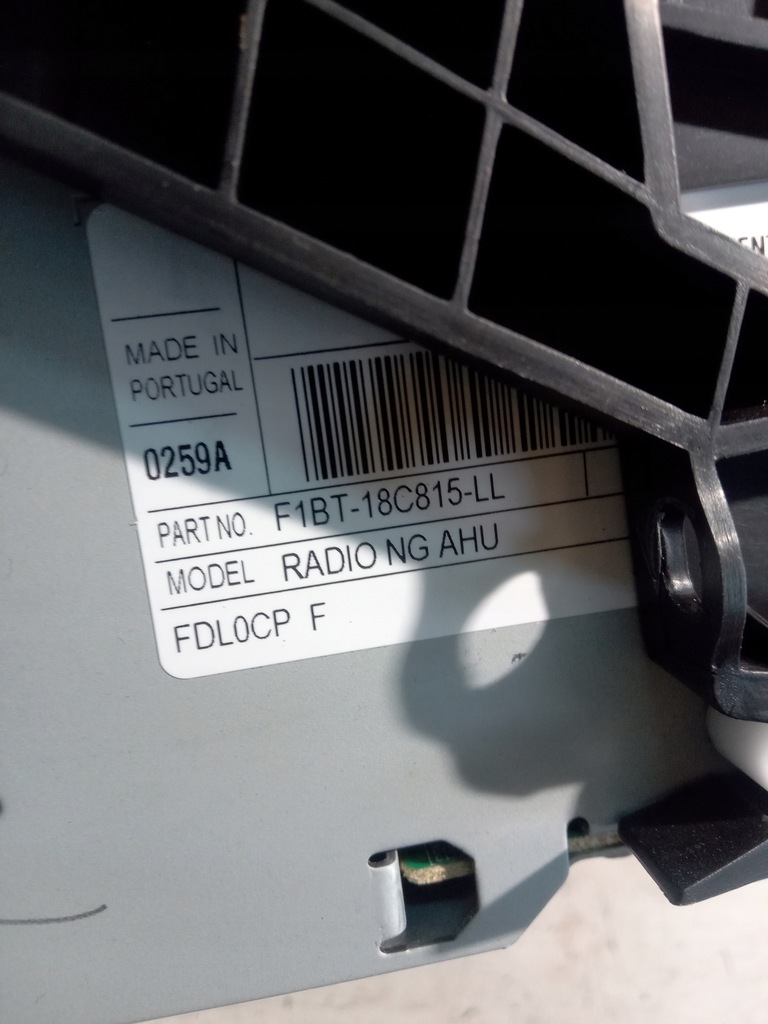 MADE IN
PORTUGAL
0259A
PART NO. F1BT-18C815-LL
MODEL RADIO NG AHU
FDL0CP F